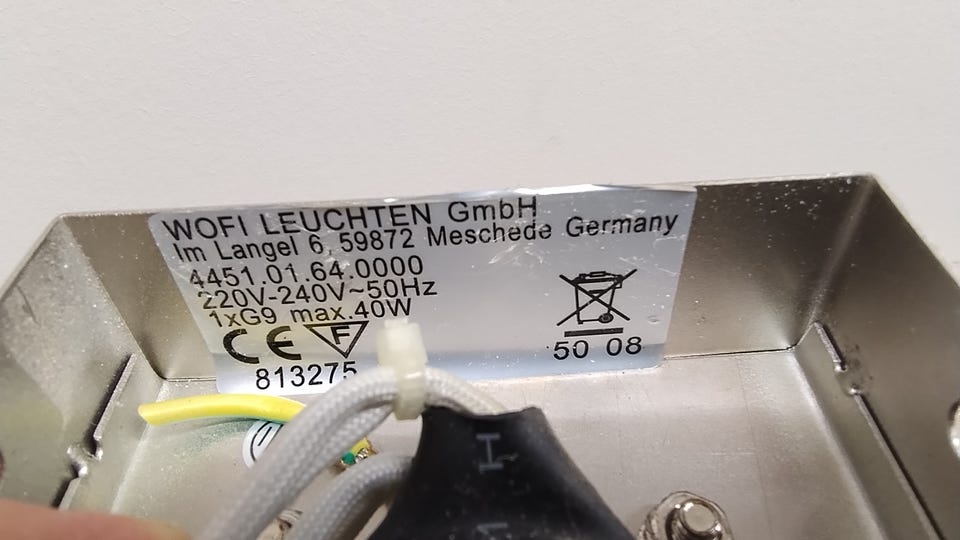 WOFI LEUCHTEN GmbH
Im Langel 6, 59872 Meschede Germany
4451.01.64.0000
220V-240V~50Hz
1xG9 max.40W
CE F
813275
50 08